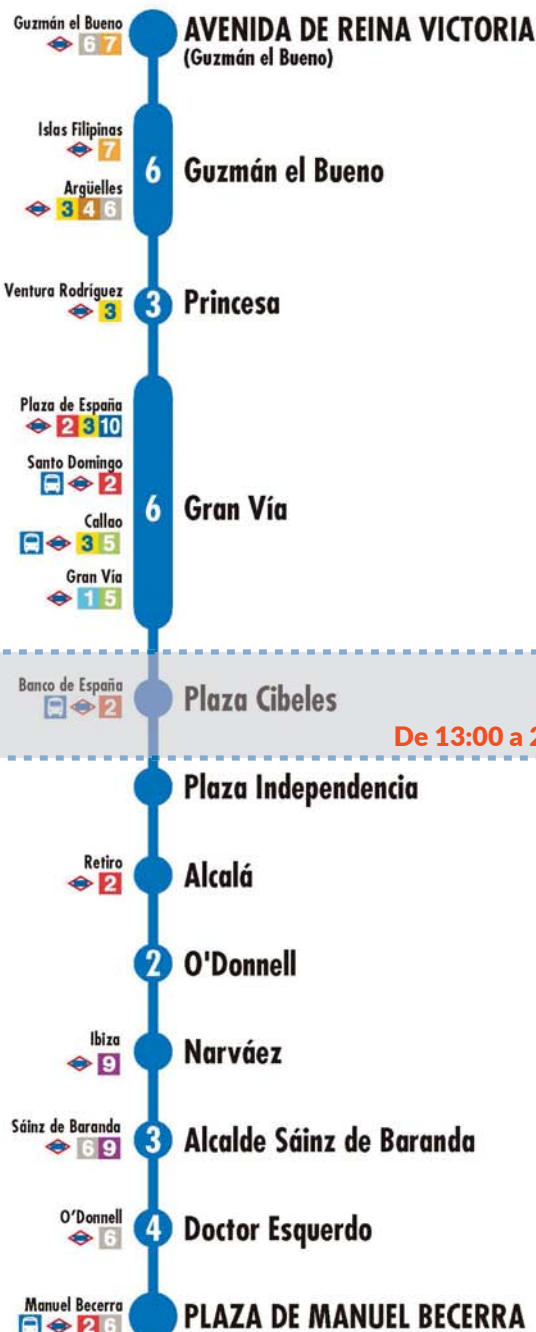 Guzmán el Bueno
6 7
AVENIDA DE REINA VICTORIA
(Guzmán el Bueno)
Islas Filipinas
7
6
Guzmán el Bueno
Argüelles
3 4 6
Ventura Rodríguez
3
3
Princesa
Plaza de España
2 3 10
Santo Domingo
2
6
Gran Vía
Callao
3 5
Gran Vía
1 5
Banco de España
2
Plaza Cibeles
De 13:00 a 2
Plaza Independencia
Retiro
2
Alcalá
2
O'Donnell
Ibiza
9
Narváez
Sáinz de Baranda
6 9
3
Alcalde Sáinz de Baranda
O'Donnell
6
4
Doctor Esquerdo
Manuel Becerra
2 6
PLAZA DE MANUEL BECERRA